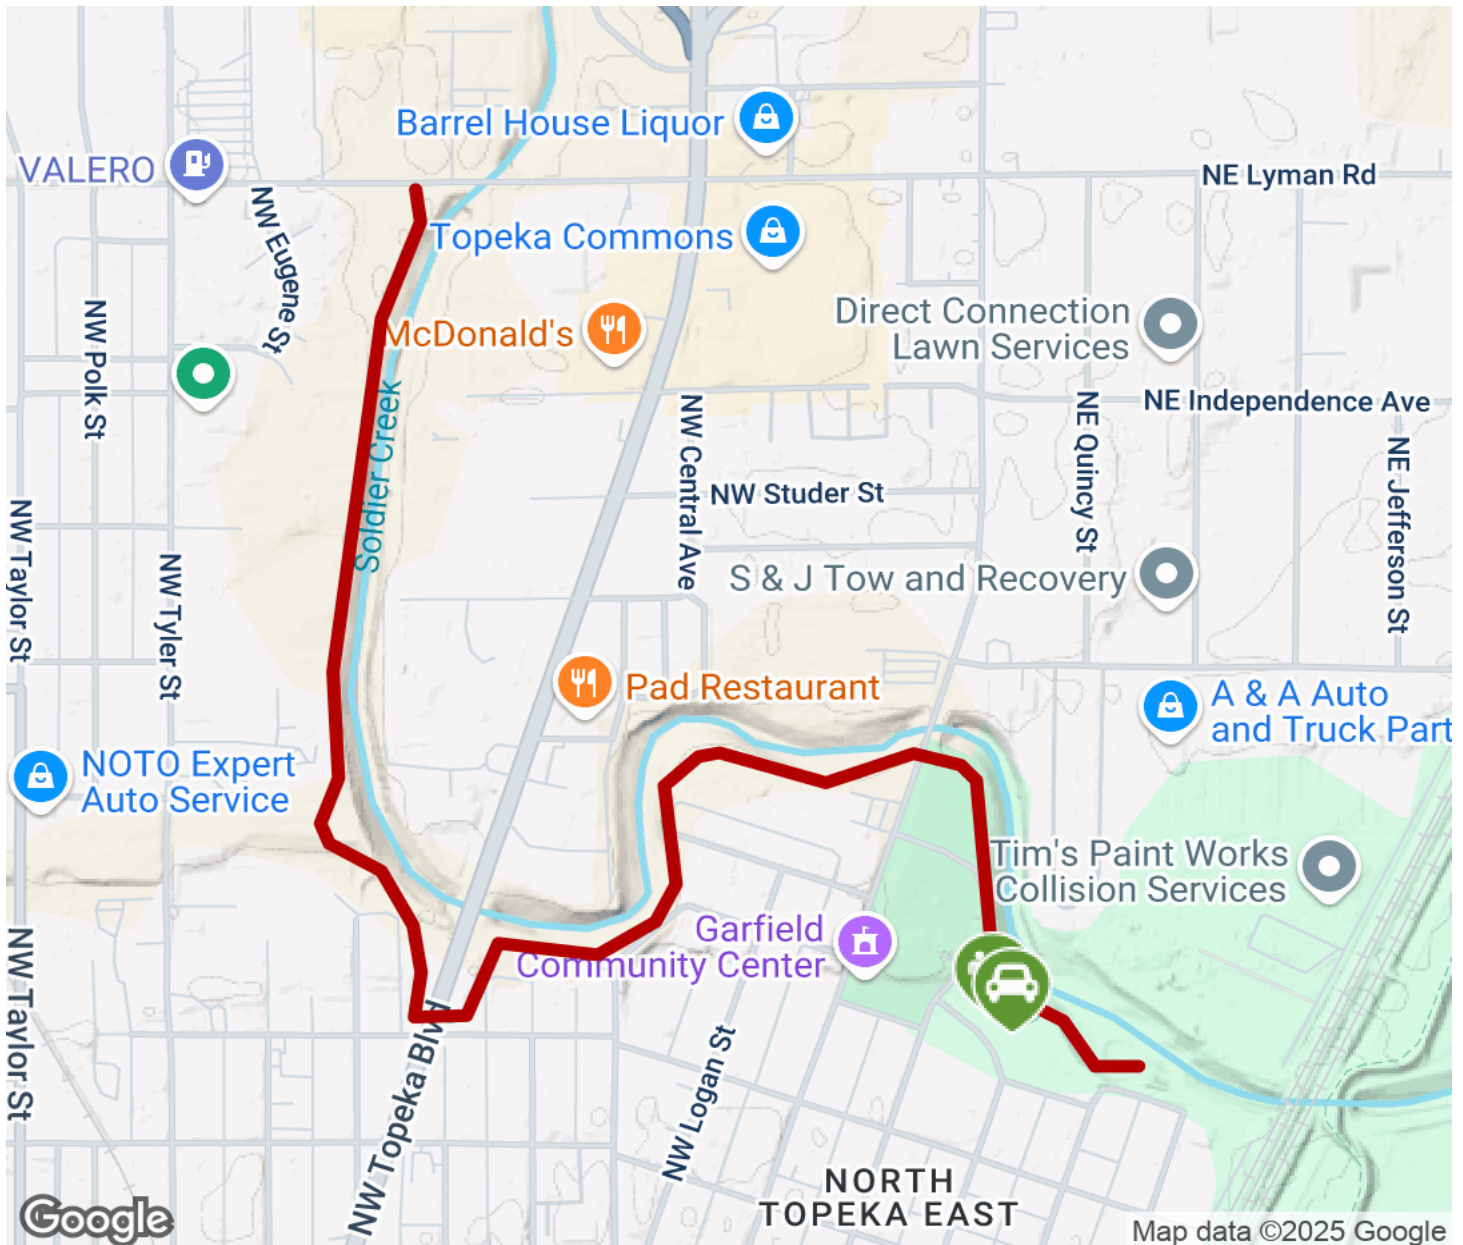 Barrel House Liquor
VALERO
NE Lyman Rd
NW Eugene St
Topeka Commons
Direct Connection
Lawn Services
McDonald's
NW Polk St
Soldier Creek
NW Central Ave
NE Quincy St
NE Independence Ave
NE Jefferson St
NW Studer St
NW Taylor St
NW Tyler St
S & J Tow and Recovery
Pad Restaurant
A & A Auto
and Truck Part
NOTO Expert
Auto Service
Tim's Paint Works
Collision Services
Garfield
Community Center
NW Taylor St
NW Topeka Blvd
NW Logan St
NORTH
TOPEKA EAST
Google
Map data ©2025 Google